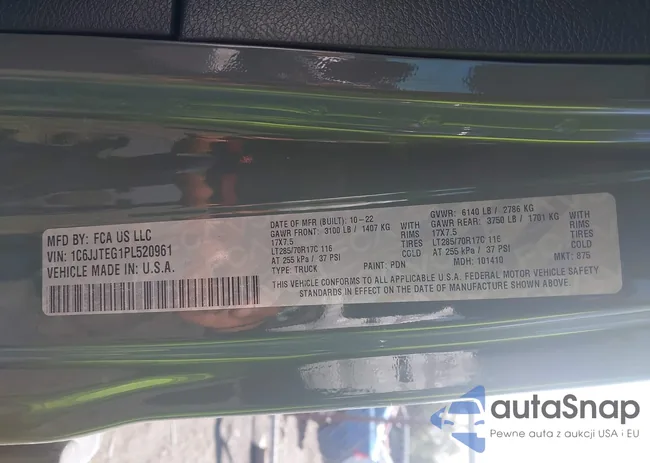 MFD BY: FCA US LLC
VIN: 1C6JJTEG1PL520961
VEHICLE MADE IN U.S.A.
DATE OF MFR (BUILT): 10-22 GVWR: 6140 LB / 2786 KG
GAWR FRONT: 3100 LB / 1407 KG WITH GAWR REAR: 3750 LB / 1701 KG WITH
17X7.5 RIMS 17X7.5 RIMS
LT285/70R17C 116 TIRES LT285/70R17C 116 TIRES
AT 255 kPa / 37 PSI COLD AT 255 kPa / 37 PSI COLD
TYPE: TRUCK PAINT: PDN MDH: 101410 MKT: 875
THIS VEHICLE CONFORMS TO ALL APPLICABLE U.S.A. FEDERAL MOTOR VEHICLE SAFETY
STANDARDS IN EFFECT ON THE DATE OF MANUFACTURE SHOWN ABOVE.
autaSnap
Pewne auta z aukcji USA i EU